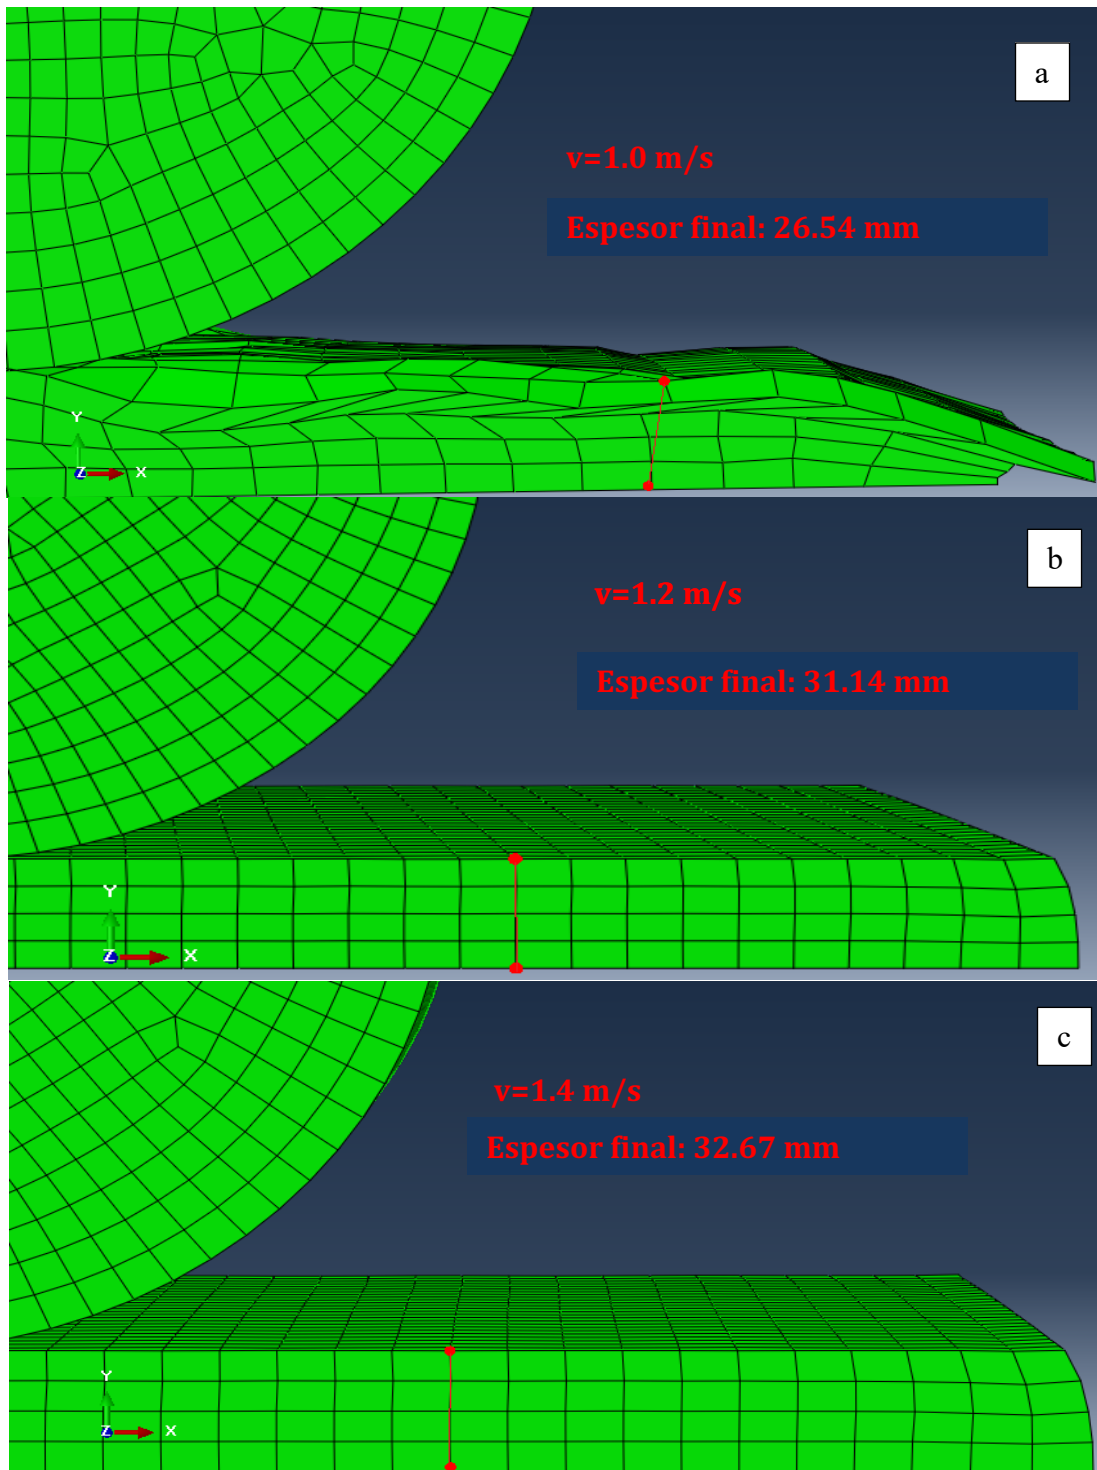 a
v=1.0 m/s
Espesor final: 26.54 mm
Y
Z
X
b
v=1.2 m/s
Espesor final: 31.14 mm
Y
Z
X
c
v=1.4 m/s
Espesor final: 32.67 mm
Y
Z
X